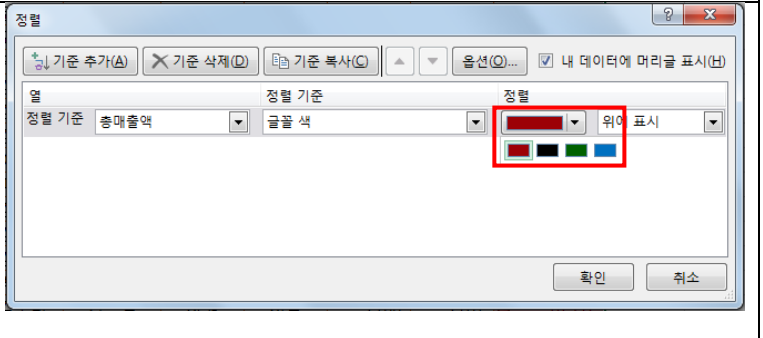 정렬
기준 추가(A) 기준 삭제(D) 기준 복사(C) 옵션(O)... 내 데이터에 머리글 표시(H)
열 정렬 기준 정렬
정렬 기준 총매출액 글꼴 색 위에 표시
확인 취소